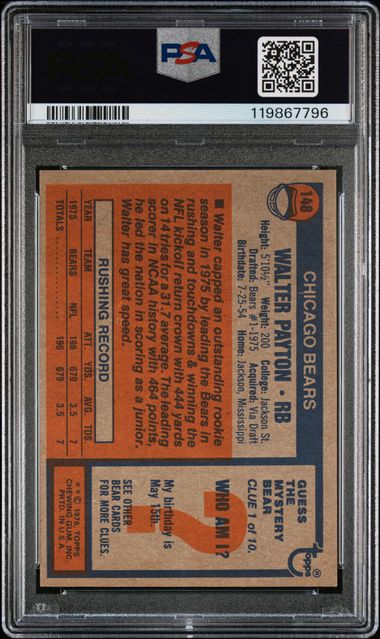 PSA
119867796
148
CHICAGO BEARS
WALTER PAYTON • RB
Height: 5'10½" Weight: 200 College: Jackson St.
Drafted: Bears #1-1975 Acquired: Via Draft
Birthdate: 7-25-54 Home: Jackson, Mississippi
■ Walter capped an outstanding rookie
season in 1975 by leading the Bears in
rushing and touchdowns & winning the
NFL kickoff return crown with 444 yards
on 14 tries for a 31.7 average. The leading
scorer in NCAA history with 464 points,
he led the nation in scoring as a junior.
Walter has great speed.
RUSHING RECORD
YEAR TEAM ATT. YDS. AVG. TDS.
1975 BEARS NFL 196 679 3.5 7
TOTALS 196 679 3.5 7
Topps®
GUESS
THE
MYSTERY
BEAR
CLUE 1 of 10.
?
WHO AM I?
My birthday is
May 15th.
SEE OTHER
BEAR CARDS
FOR MORE CLUES.
** © 1976, TOPPS
CHEWING GUM, INC.
PRTD. IN U.S.A.